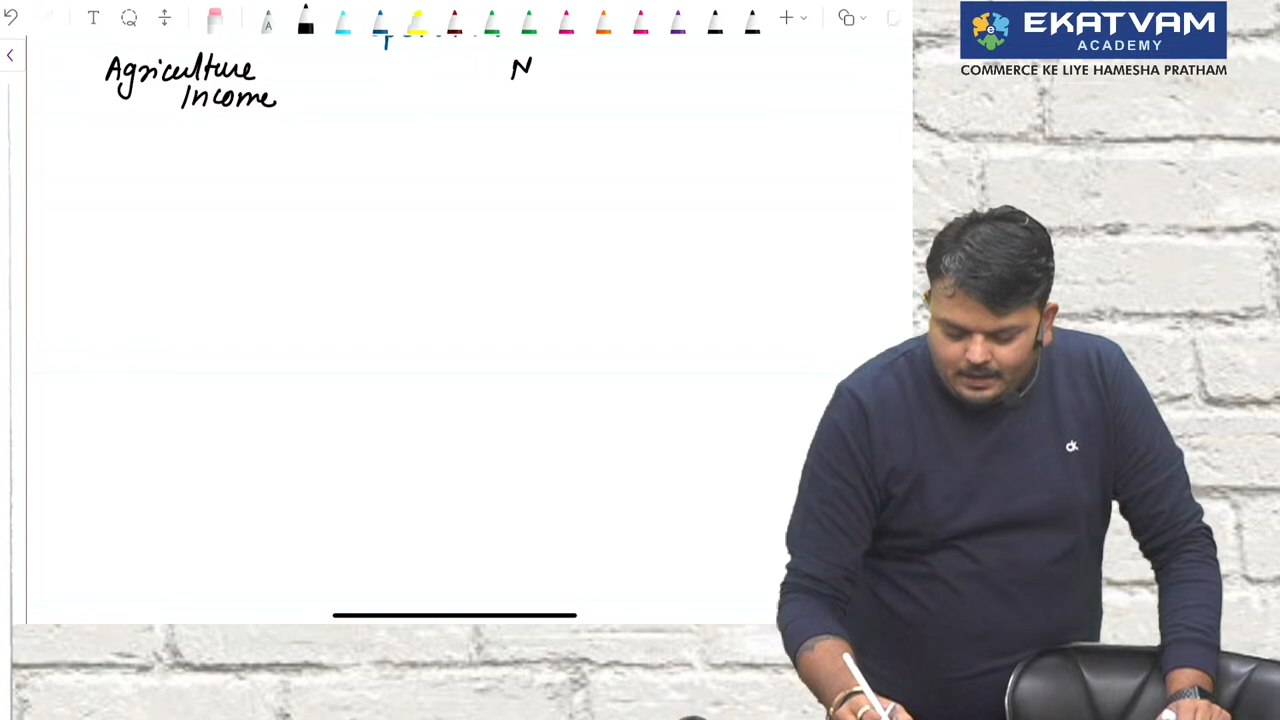 EKATVAM
ACADEMY
COMMERCE KE LIYE HAMESHA PRATHAM
Agriculture
Income
N